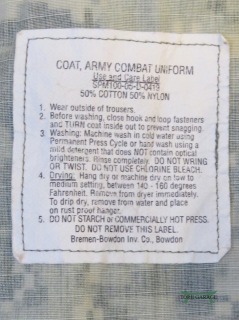 COAT, ARMY COMBAT UNIFORM
Use and Care Label
SPM100-05-D-0419
50% COTTON 50% NYLON
1. Wear outside of trousers.
2. Before washing, close hook and loop fasteners
and TURN coat inside out to prevent snagging.
3. Washing: Machine wash in cold water using
Permanent Press Cycle or hand wash using a
mild detergent that does NOT contain optical
brighteners. Rinse completely. DO NOT WRING
OR TWIST. DO NOT USE CHLORINE BLEACH.
4. Drying: Hang dry or machine dry on low to
medium setting, between 140 - 160 degrees
Fahrenheit. Remove from dryer immediately.
To drip dry, remove from water and place
on rust proof hanger.
5. DO NOT STARCH or COMMERCIALLY HOT PRESS.
DO NOT REMOVE THIS LABEL.
Bremen-Bowdon Inv. Co., Bowdon